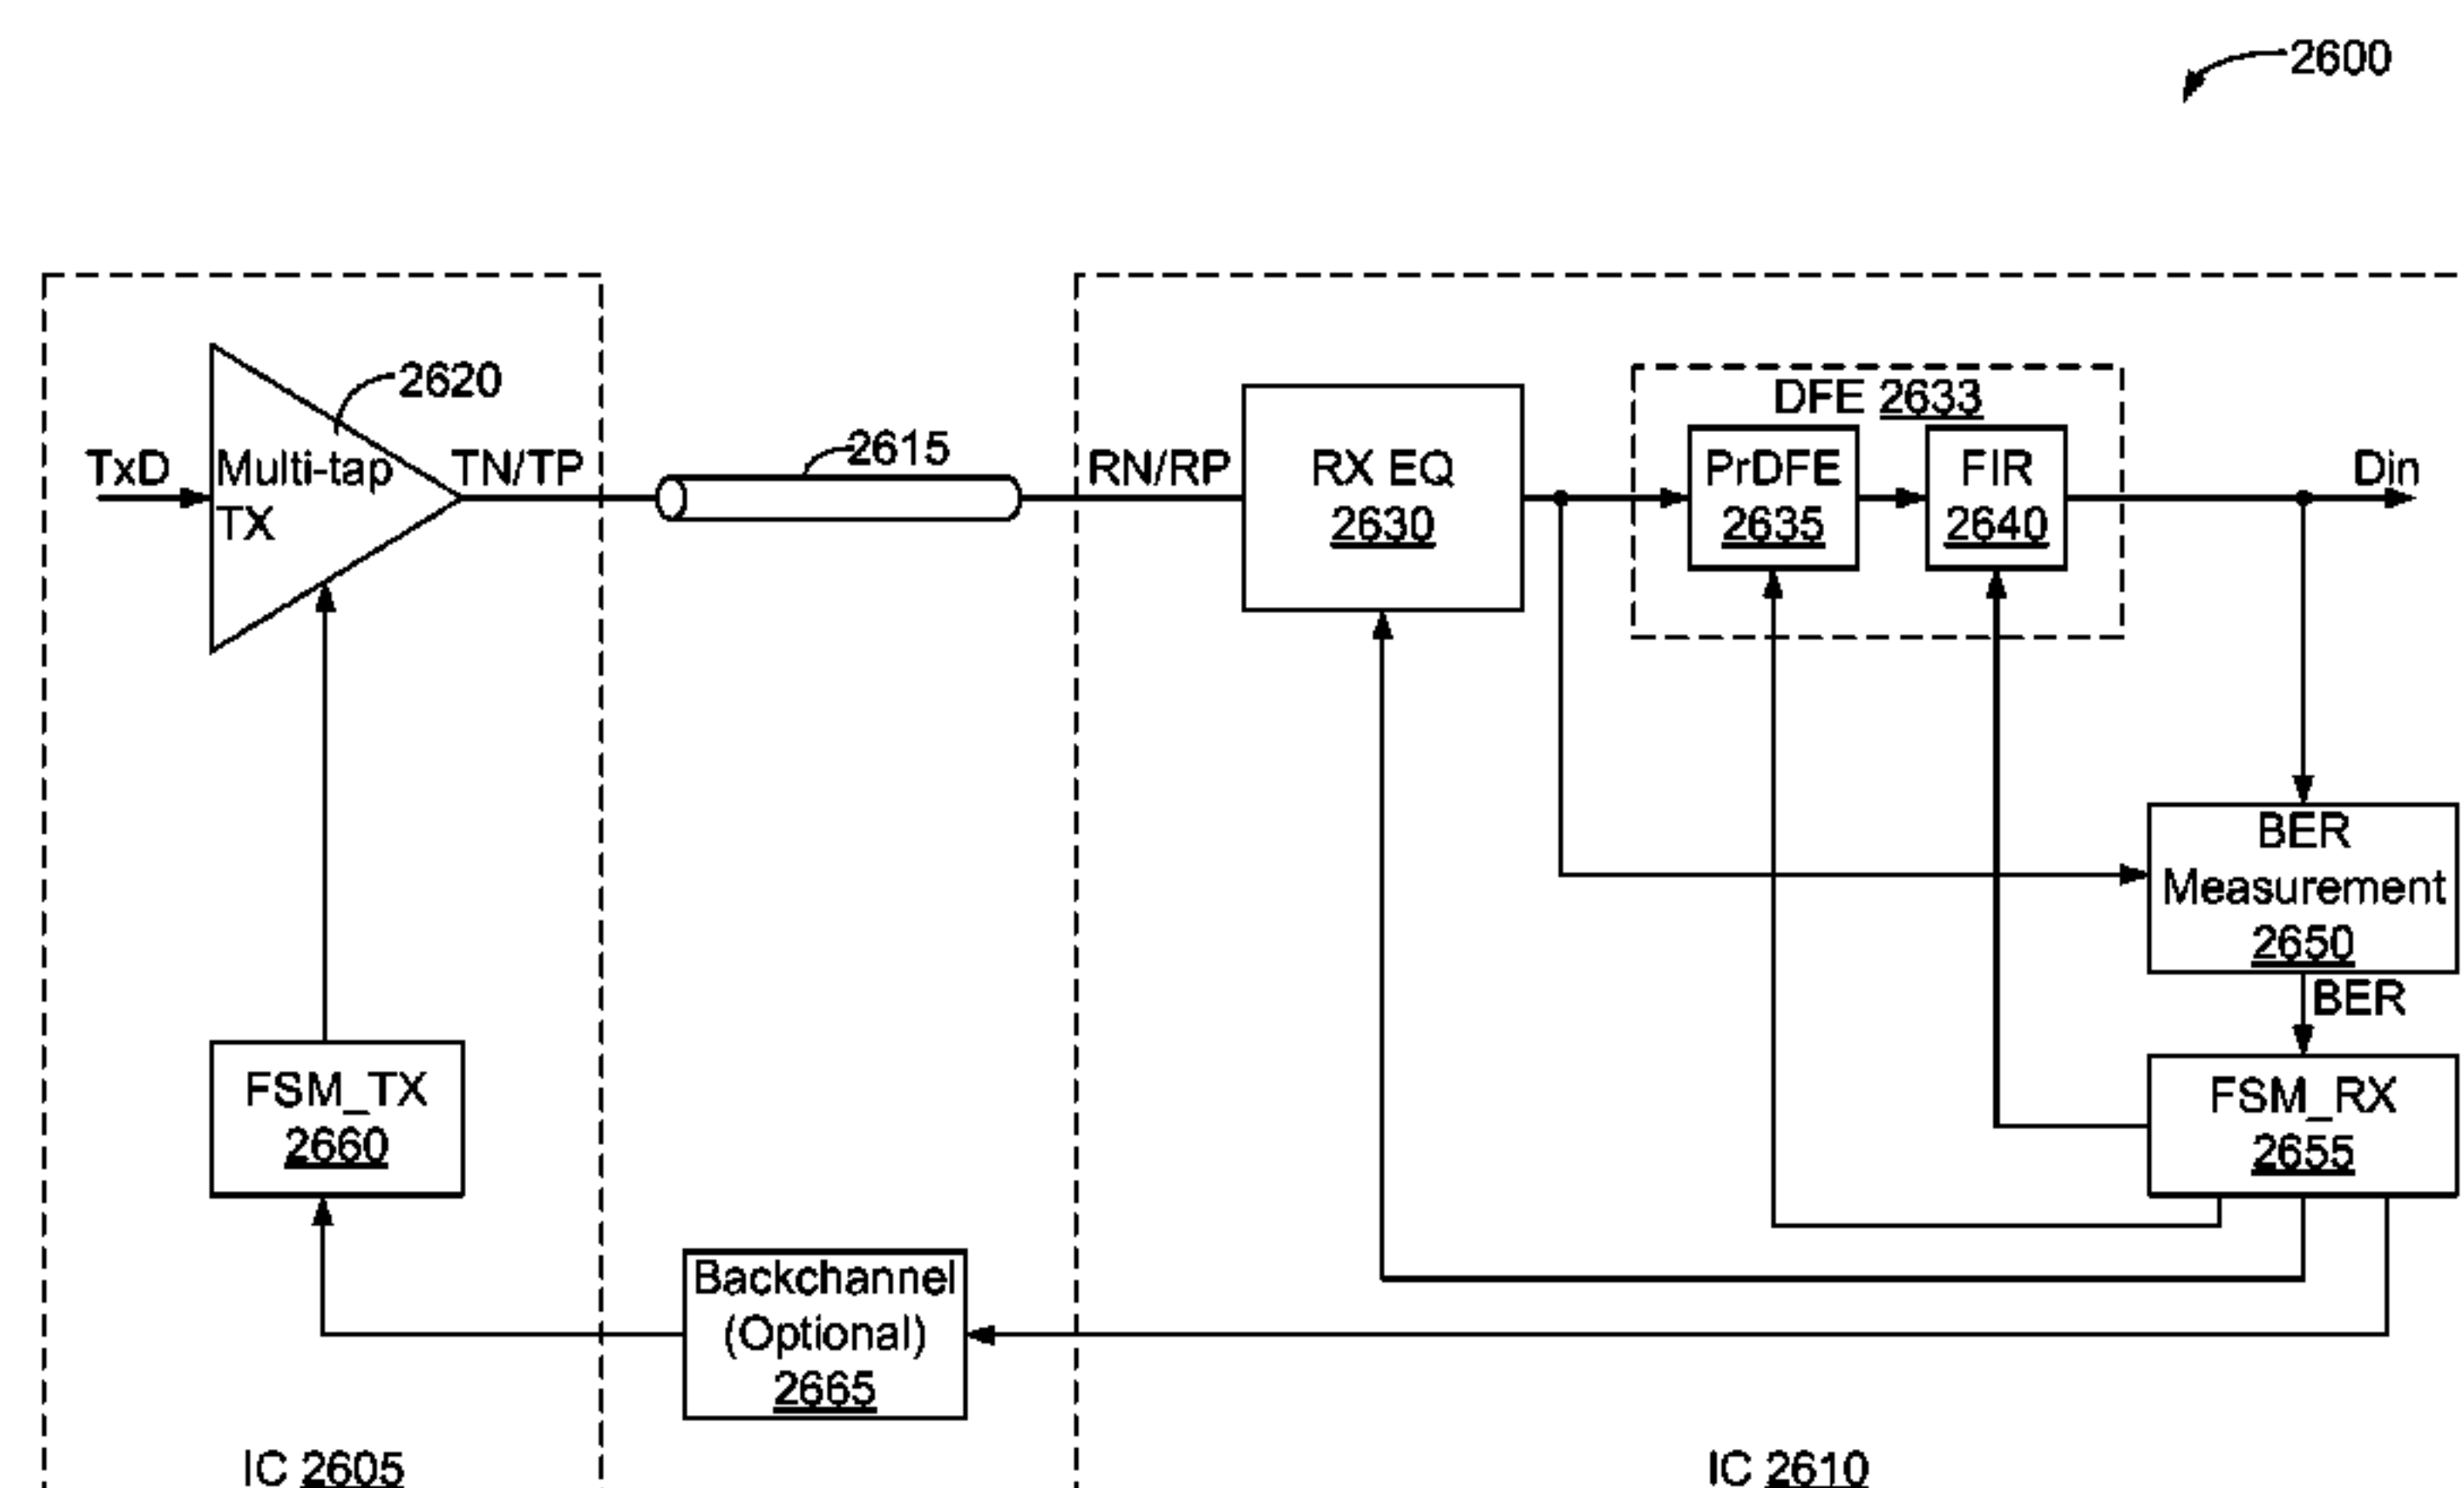 2600
2620
TxD
Multi-tap
TX
TN/TP
2615
RN/RP
RX EQ
2630
DFE 2633
PrDFE
2635
FIR
2640
Din
BER
Measurement
2650
BER
FSM_RX
2655
FSM_TX
2660
Backchannel
(Optional)
2665
IC 2605
IC 2610